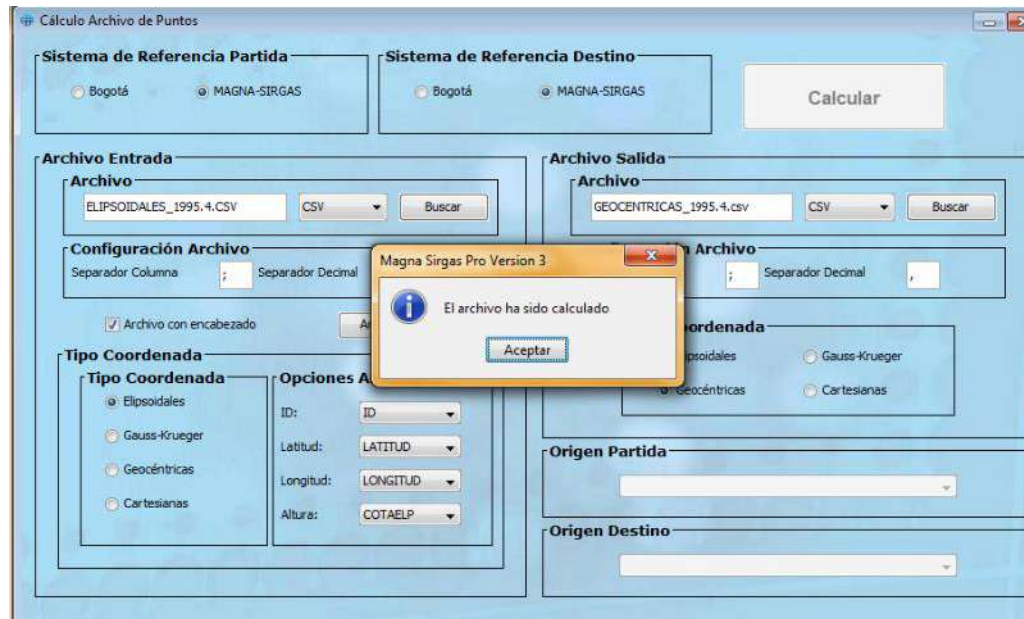 Cálculo Archivo de Puntos
Sistema de Referencia Partida
Bogotá MAGNA-SIRGAS
Sistema de Referencia Destino
Bogotá MAGNA-SIRGAS
Calcular
Archivo Entrada
Archivo
ELIPSOIDALES_1995.4.CSV CSV Buscar
Configuración Archivo
Separador Columna ; Separador Decimal
Archivo con encabezado
Tipo Coordenada
Tipo Coordenada
Elipsoidales
Gauss-Krueger
Geocéntricas
Cartesianas
Opciones
ID: ID
Latitud: LATITUD
Longitud: LONGITUD
Altura: COTAELP
Magna Sirgas Pro Version 3
El archivo ha sido calculado
Aceptar
Archivo Salida
Archivo
GEOCENTRICAS_1995.4.csv CSV Buscar
Archivo
; Separador Decimal ,
Gauss-Krueger
Geocéntricas Cartesianas
Origen Partida
Origen Destino